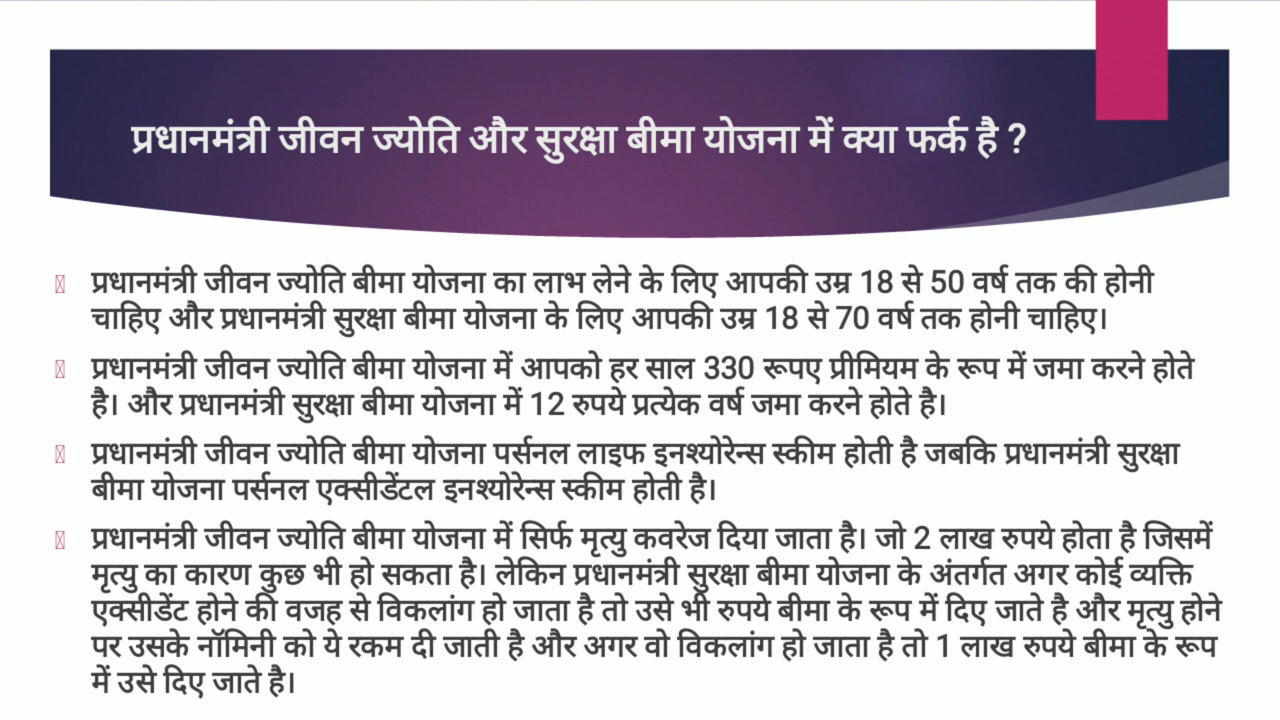 प्रधानमंत्री जीवन ज्योति और सुरक्षा बीमा योजना में क्या फर्क है ?
प्रधानमंत्री जीवन ज्योति बीमा योजना का लाभ लेने के लिए आपकी उम्र 18 से 50 वर्ष तक की होनी
चाहिए और प्रधानमंत्री सुरक्षा बीमा योजना के लिए आपकी उम्र 18 से 70 वर्ष तक होनी चाहिए।
प्रधानमंत्री जीवन ज्योति बीमा योजना में आपको हर साल 330 रूपए प्रीमियम के रूप में जमा करने होते
है। और प्रधानमंत्री सुरक्षा बीमा योजना में 12 रुपये प्रत्येक वर्ष जमा करने होते है।
प्रधानमंत्री जीवन ज्योति बीमा योजना पर्सनल लाइफ इनश्योरेन्स स्कीम होती है जबकि प्रधानमंत्री सुरक्षा
बीमा योजना पर्सनल एक्सीडेंटल इनश्योरेन्स स्कीम होती है।
प्रधानमंत्री जीवन ज्योति बीमा योजना में सिर्फ मृत्यु कवरेज दिया जाता है। जो 2 लाख रुपये होता है जिसमें
मृत्यु का कारण कुछ भी हो सकता है। लेकिन प्रधानमंत्री सुरक्षा बीमा योजना के अंतर्गत अगर कोई व्यक्ति
एक्सीडेंट होने की वजह से विकलांग हो जाता है तो उसे भी रुपये बीमा के रूप में दिए जाते है और मृत्यु होने
पर उसके नॉमिनी को ये रकम दी जाती है और अगर वो विकलांग हो जाता है तो 1 लाख रुपये बीमा के रूप
में उसे दिए जाते है।